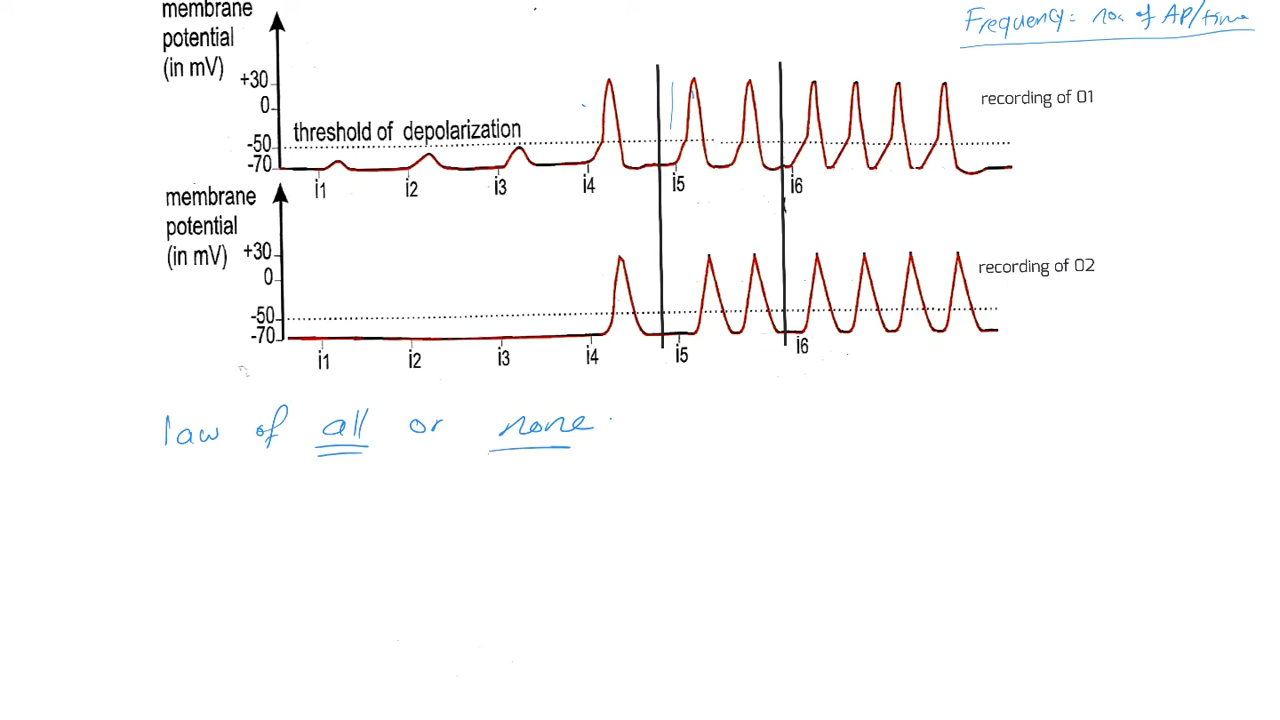 membrane
potential
(in mV)
Frequency = no. of AP/time
+30
0
-50
-70
threshold of depolarization
recording of O1
i1 i2 i3 i4 i5 i6
membrane
potential
(in mV)
+30
0
-50
-70
recording of O2
i1 i2 i3 i4 i5 i6
law of all or none.